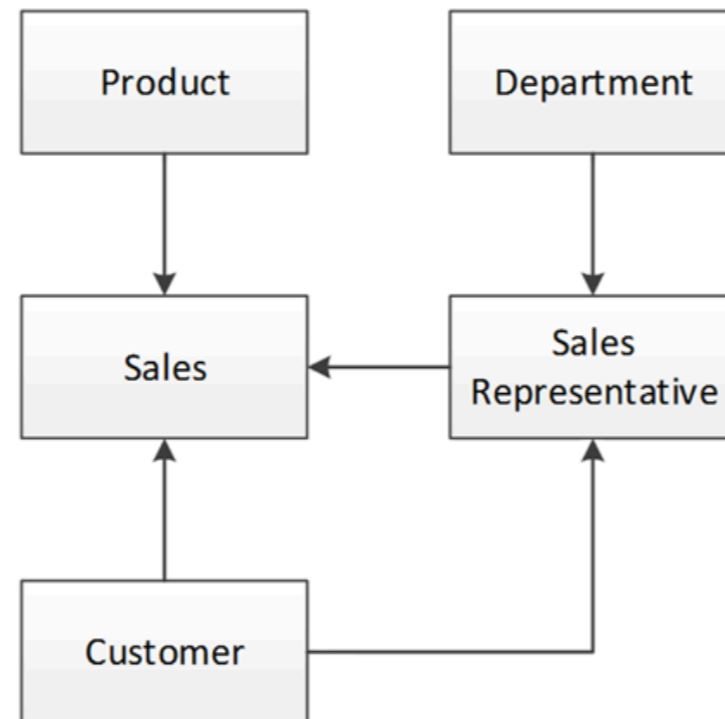 Product
Department
Sales
Sales
Representative
Customer